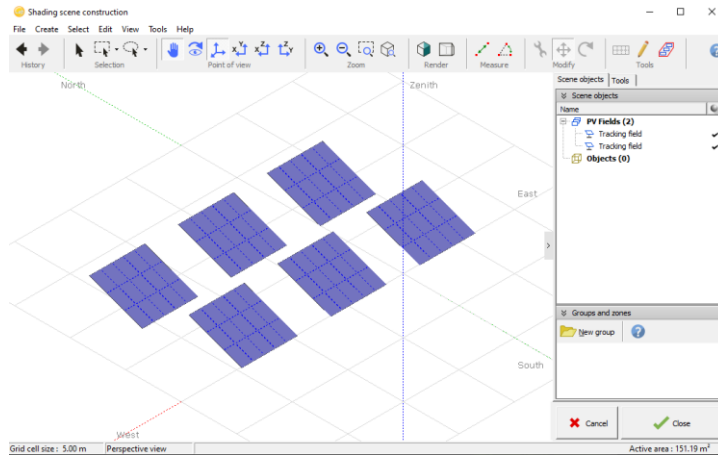 Shading scene construction
File Create Select Edit View Tools Help
History Selection Point of view Zoom Render Measure Modify Tools
North
Zenith
East
South
West
Scene objects Tools
Scene objects
Name
PV Fields (2)
Tracking field
Tracking field
Objects (0)
Groups and zones
New group
Cancel Close
Grid cell size : 5.00 m Perspective view Active area : 151.19 m²